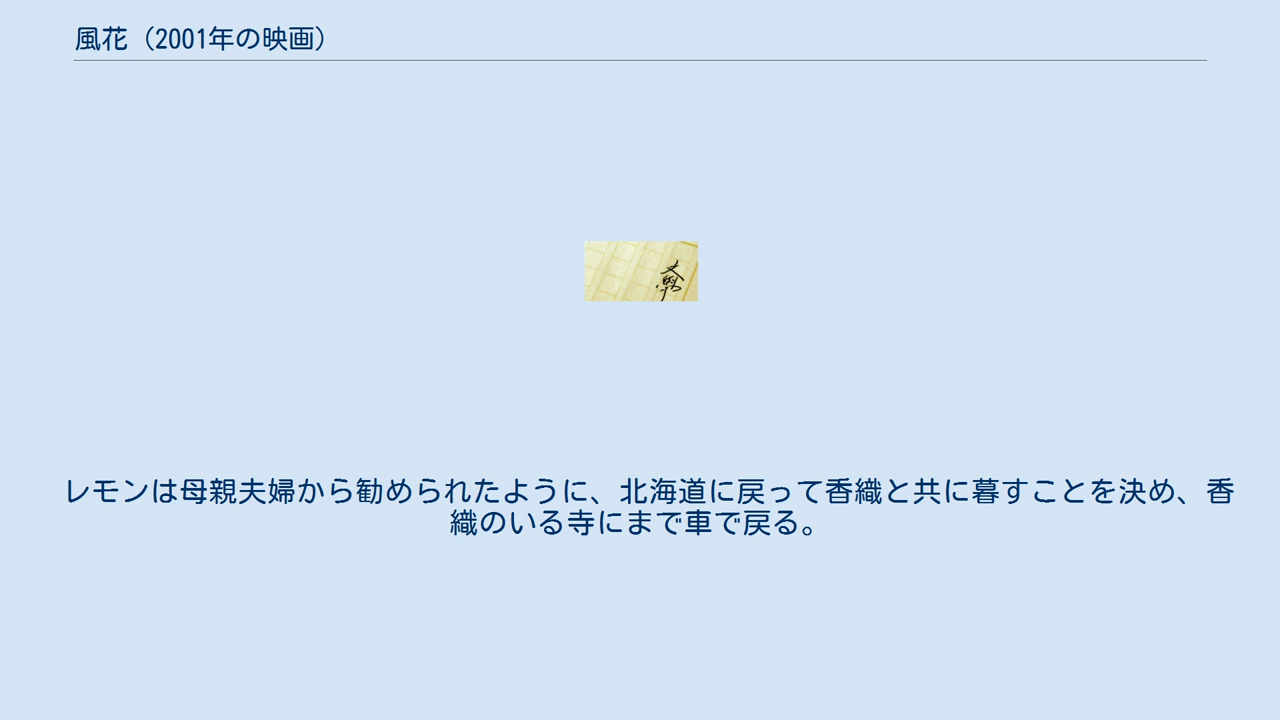 風花（2001年の映画）
レモンは母親夫婦から勧められたように、北海道に戻って香織と共に暮すことを決め、香
織のいる寺にまで車で戻る。